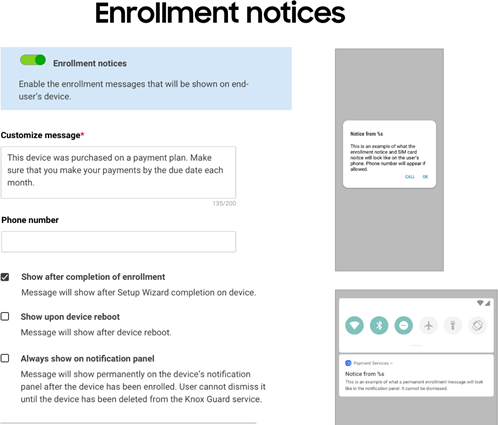 Enrollment notices
Enrollment notices
Enable the enrollment messages that will be shown on end-
user's device.
Customize message*
This device was purchased on a payment plan. Make
sure that you make your payments by the due date each
month.
135/200
Phone number
Show after completion of enrollment
Message will show after Setup Wizard completion on device.
Show upon device reboot
Message will show after device reboot.
Always show on notification panel
Message will show permanently on the device's notification
panel after the device has been enrolled. User cannot dismiss it
until the device has been deleted from the Knox Guard service.
Notice from %s
This is an example of what the
enrollment notice and SIM card
notice will look like on the user's
phone. Phone number will appear if
allowed.
CALL OK
Payment Services
Notice from %s
This is an example of what a permanent enrollment message will look
like in the notification panel. It cannot be dismissed.